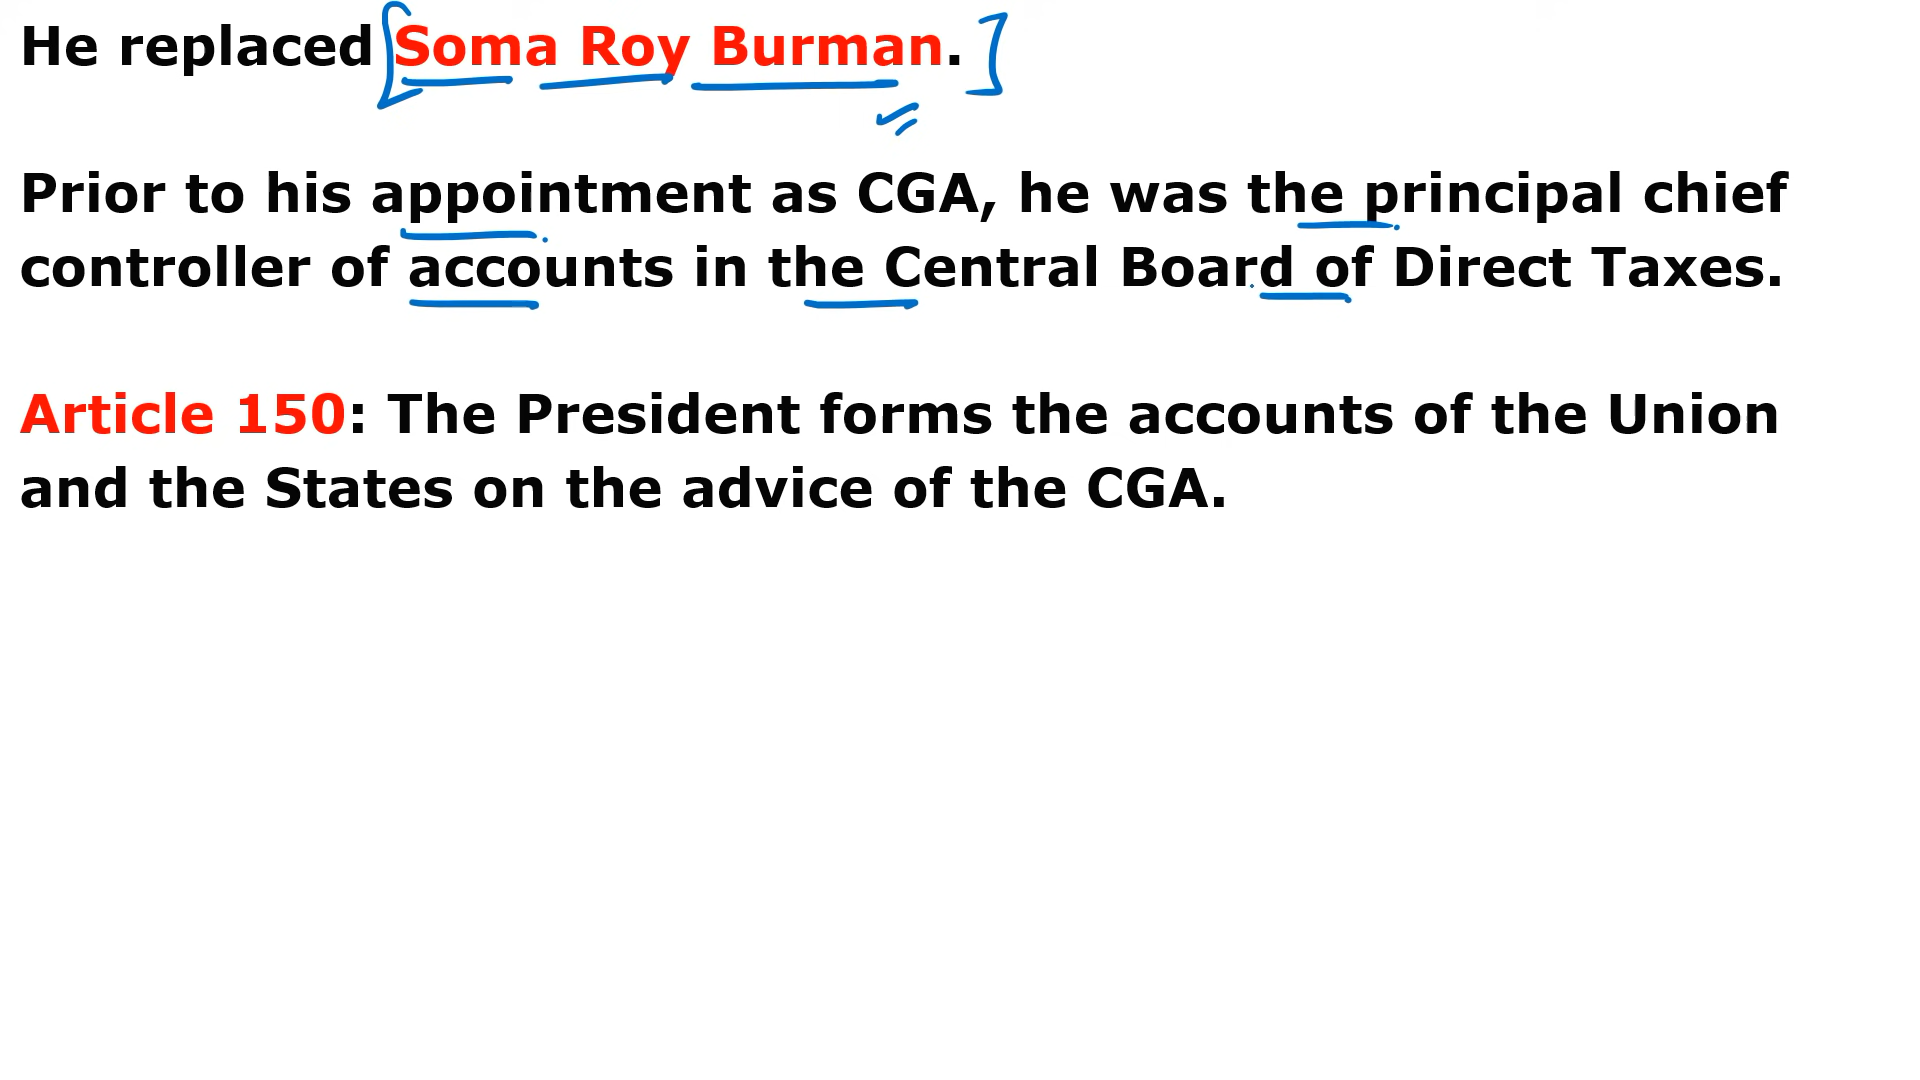 He replaced Soma Roy Burman.
Prior to his appointment as CGA, he was the principal chief
controller of accounts in the Central Board of Direct Taxes.
Article 150: The President forms the accounts of the Union
and the States on the advice of the CGA.